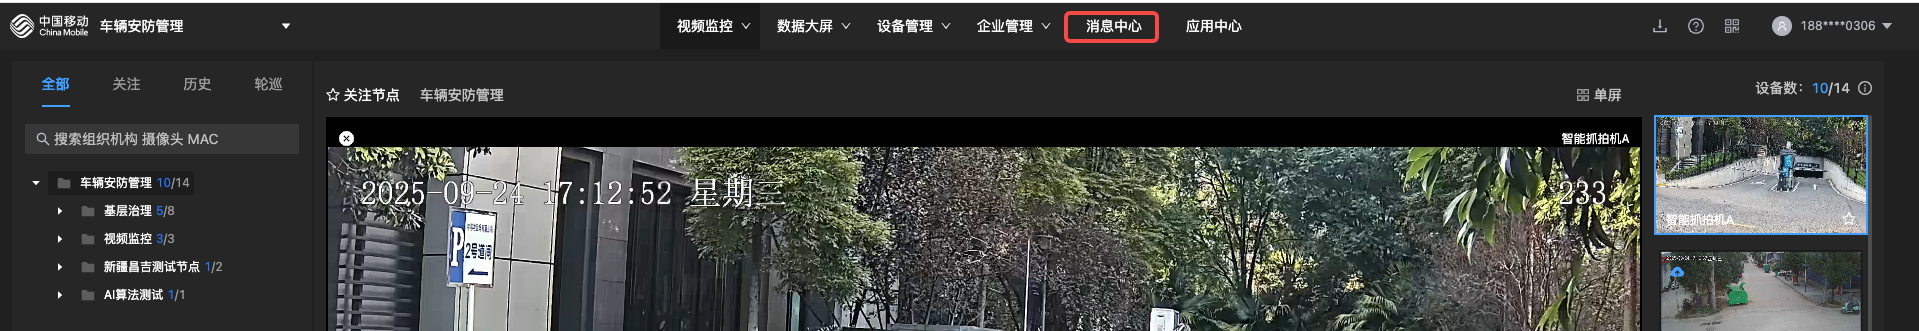 中国移动
China Mobile
车辆安防管理
视频监控
数据大屏
设备管理
企业管理
消息中心
应用中心
188****0306
全部
关注
历史
轮巡
搜索组织机构 摄像头 MAC
车辆安防管理 10/14
基层治理 5/8
视频监控 3/3
新疆昌吉测试节点 1/2
AI算法测试 1/1
关注节点
车辆安防管理
单屏
智能抓拍机A
2025-09-24 17:12:52 星期三
233
P
2号道闸
设备数: 10/14
智能抓拍机A